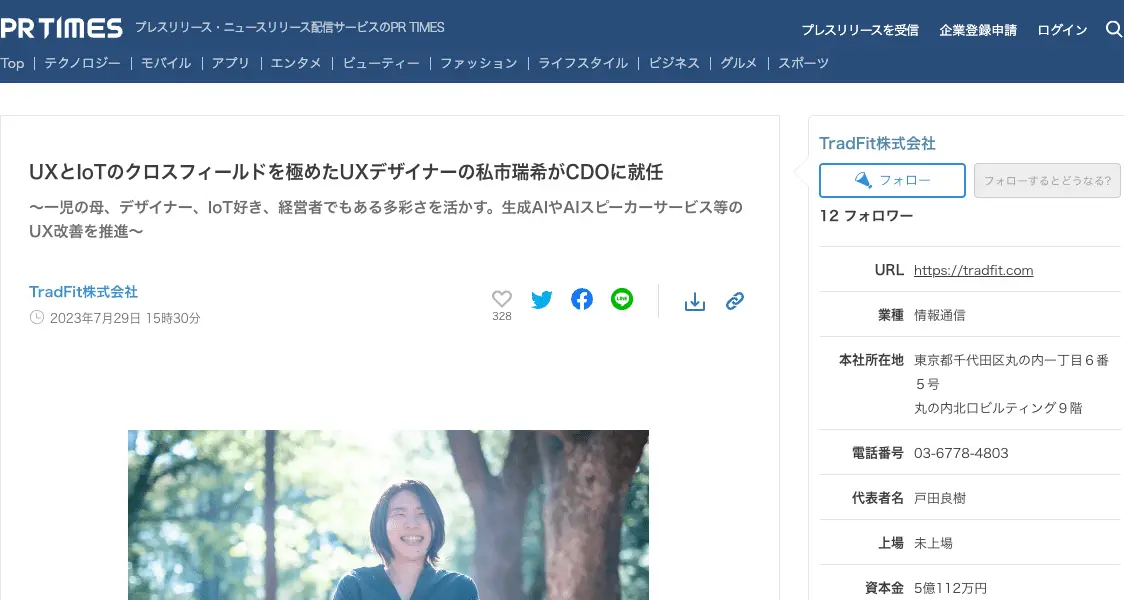 PR TIMES
プレスリリース・ニュースリリース配信サービスのPR TIMES
プレスリリースを受信 企業登録申請 ログイン
Top | テクノロジー | モバイル | アプリ | エンタメ | ビューティー | ファッション | ライフスタイル | ビジネス | グルメ | スポーツ
UXとIoTのクロスフィールドを極めたUXデザイナーの私市瑞希がCDOに就任
〜一児の母、デザイナー、IoT好き、経営者でもある多彩さを活かす。生成AIやAIスピーカーサービス等の
UX改善を推進〜
TradFit株式会社
2023年7月29日 15時30分
328
LINE
TradFit株式会社
フォロー フォローするとどうなる?
12 フォロワー
URL https://tradfit.com
業種 情報通信
本社所在地 東京都千代田区丸の内一丁目６番
５号
丸の内北口ビルティング９階
電話番号 03-6778-4803
代表者名 戸田良樹
上場 未上場
資本金 5億112万円